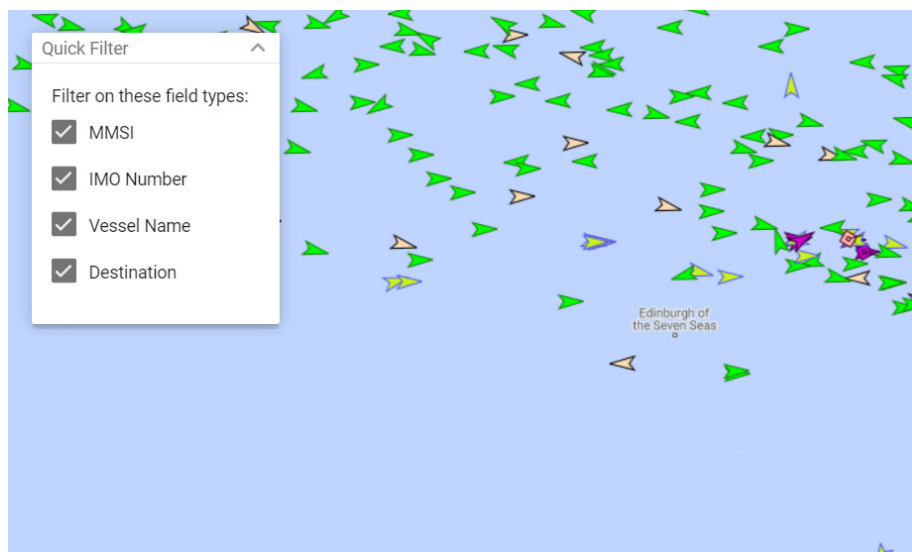 Quick Filter
Filter on these field types:
MMSI
IMO Number
Vessel Name
Destination
Edinburgh of
the Seven Seas